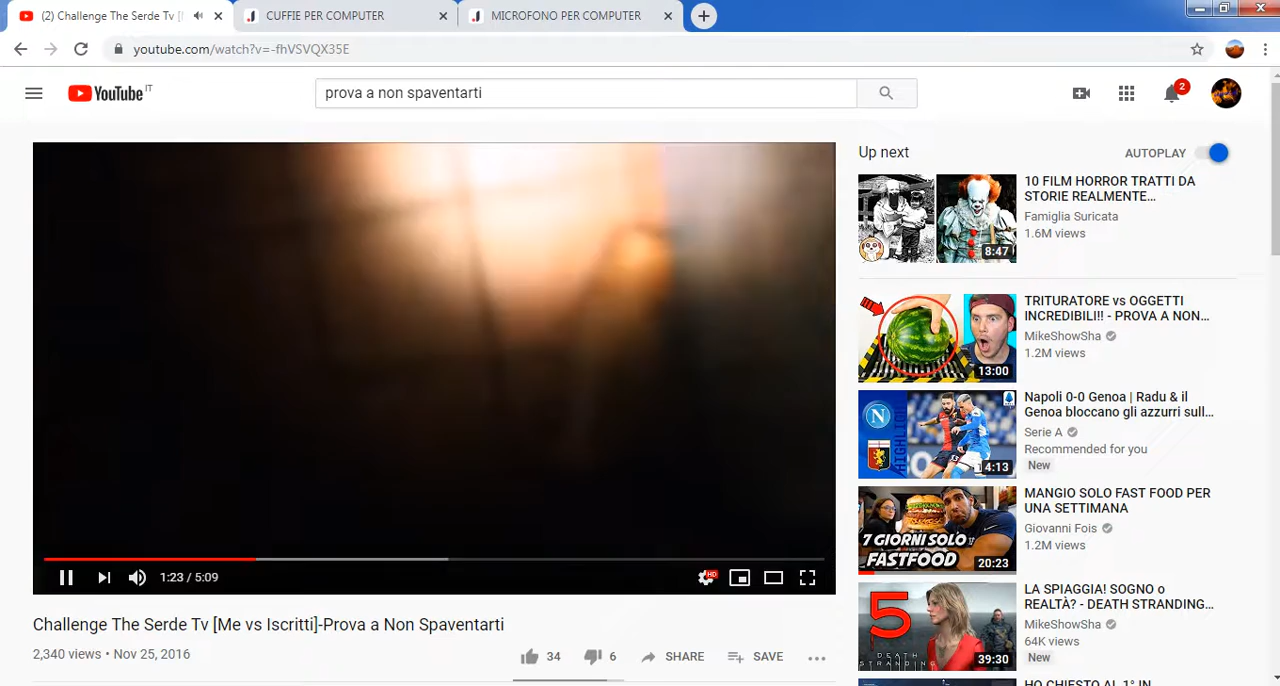 (2) Challenge The Serde Tv [
CUFFIE PER COMPUTER
MICROFONO PER COMPUTER
youtube.com/watch?v=-fhVSVQX35E
YouTube IT
prova a non spaventarti
2
Up next
AUTOPLAY
10 FILM HORROR TRATTI DA
STORIE REALMENTE…
Famiglia Suricata
1.6M views
8:47
TRITURATORE vs OGGETTI
INCREDIBILI!! - PROVA A NON…
MikeShowSha
1.2M views
13:00
Napoli 0-0 Genoa | Radu & il
Genoa bloccano gli azzurri sull…
Serie A
Recommended for you
New
HIGHLIGH
4:13
MANGIO SOLO FAST FOOD PER
UNA SETTIMANA
Giovanni Fois
1.2M views
7 GIORNI SOLO
FASTFOOD
20:23
LA SPIAGGIA! SOGNO o
REALTÀ? - DEATH STRANDING…
MikeShowSha
64K views
New
5
DEATH
STRANDING
39:30
HO CHIESTO AL 1° IN
1:23 / 5:09
HD
Challenge The Serde Tv [Me vs Iscritti]-Prova a Non Spaventarti
2,340 views • Nov 25, 2016
34
6
SHARE
SAVE